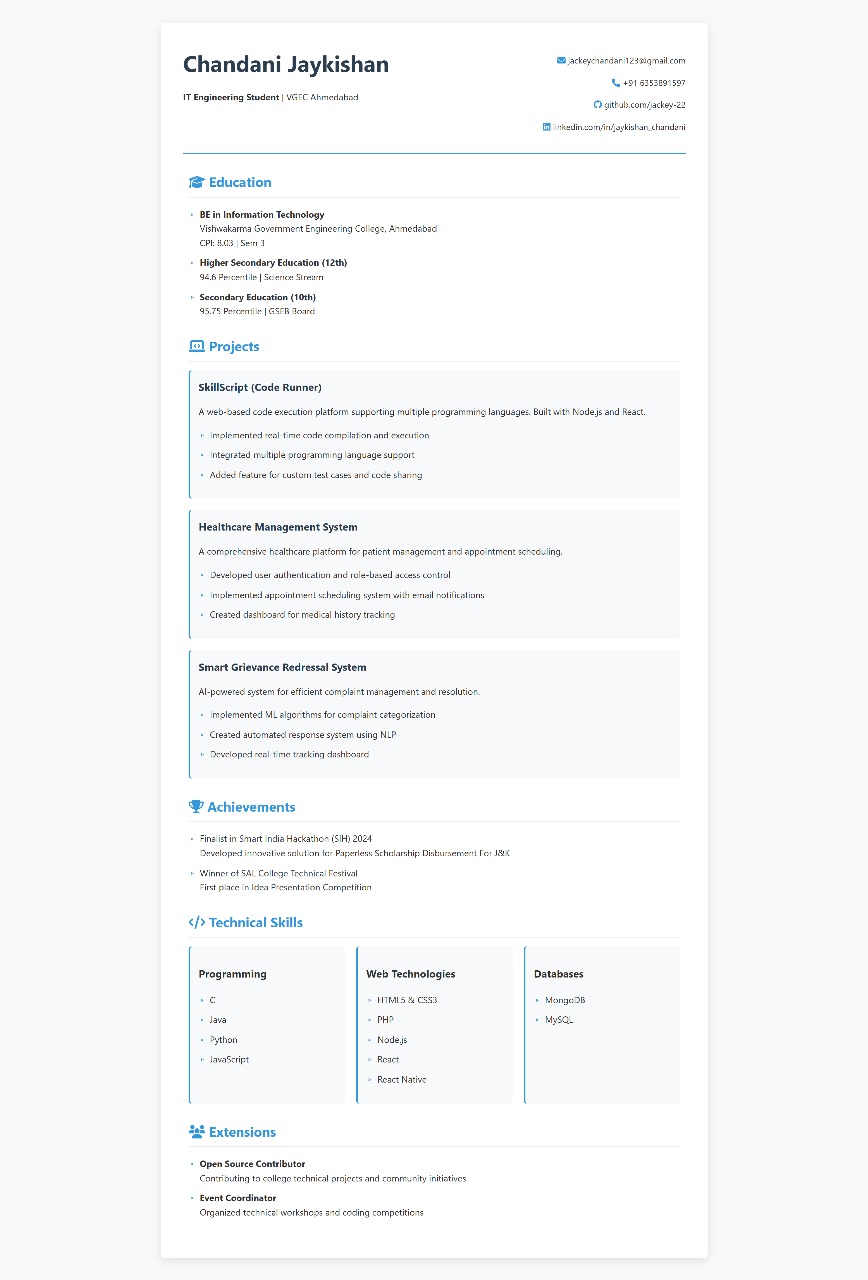 Chandani Jaykishan
IT Engineering Student | VGEC Ahmedabad
jackeychandani123@gmail.com
+91 6353891597
github.com/jackey-22
linkedin.com/in/jaykishan_chandani
Education
BE in Information Technology
Vishwakarma Government Engineering College, Ahmedabad
CPI: 8.03 | Sem 3
Higher Secondary Education (12th)
94.6 Percentile | Science Stream
Secondary Education (10th)
95.75 Percentile | GSEB Board
Projects
SkillScript (Code Runner)
A web-based code execution platform supporting multiple programming languages. Built with Node.js and React.
Implemented real-time code compilation and execution
Integrated multiple programming language support
Added feature for custom test cases and code sharing
Healthcare Management System
A comprehensive healthcare platform for patient management and appointment scheduling.
Developed user authentication and role-based access control
Implemented appointment scheduling system with email notifications
Created dashboard for medical history tracking
Smart Grievance Redressal System
AI-powered system for efficient complaint management and resolution.
Implemented ML algorithms for complaint categorization
Created automated response system using NLP
Developed real-time tracking dashboard
Achievements
Finalist in Smart India Hackathon (SIH) 2024
Developed innovative solution for Paperless Scholarship Disbursement For J&K
Winner of SAL College Technical Festival
First place in Idea Presentation Competition
Technical Skills
Programming
C
Java
Python
JavaScript
Web Technologies
HTML5 & CSS3
PHP
Node.js
React
React Native
Databases
MongoDB
MySQL
Extensions
Open Source Contributor
Contributing to college technical projects and community initiatives
Event Coordinator
Organized technical workshops and coding competitions